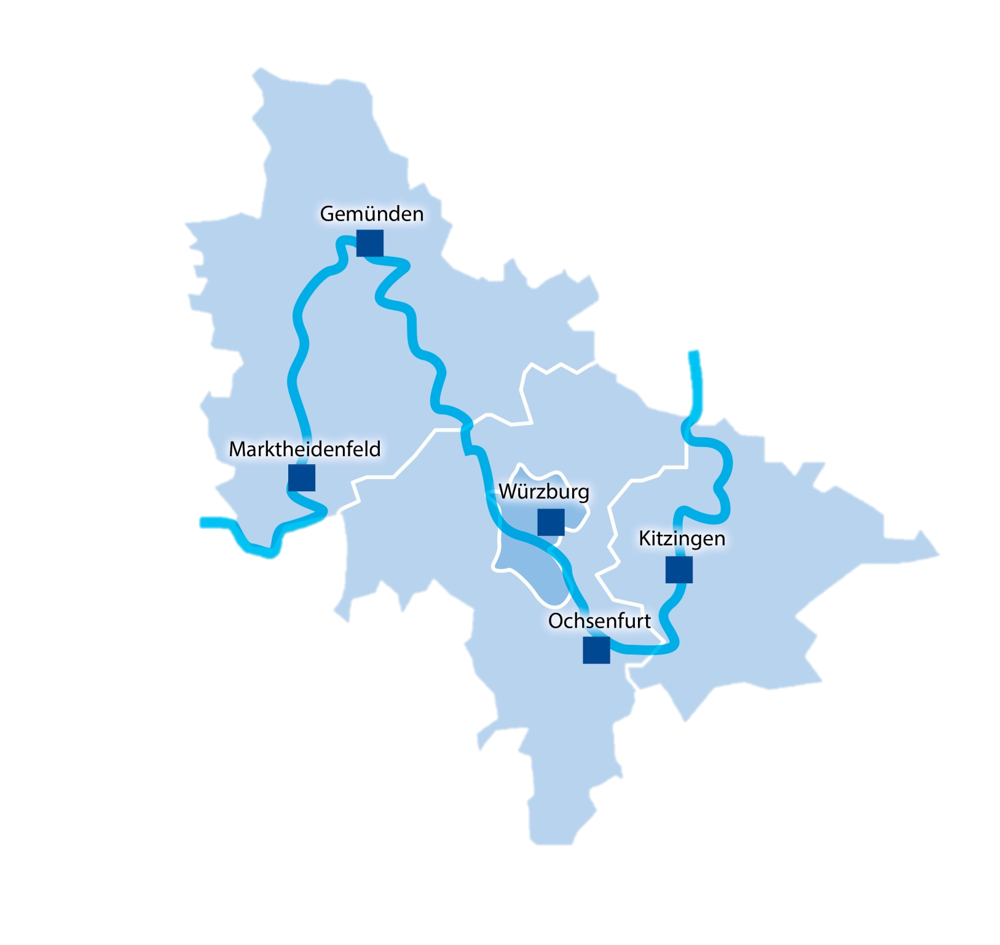 Gemünden
Marktheidenfeld
Würzburg
Kitzingen
Ochsenfurt